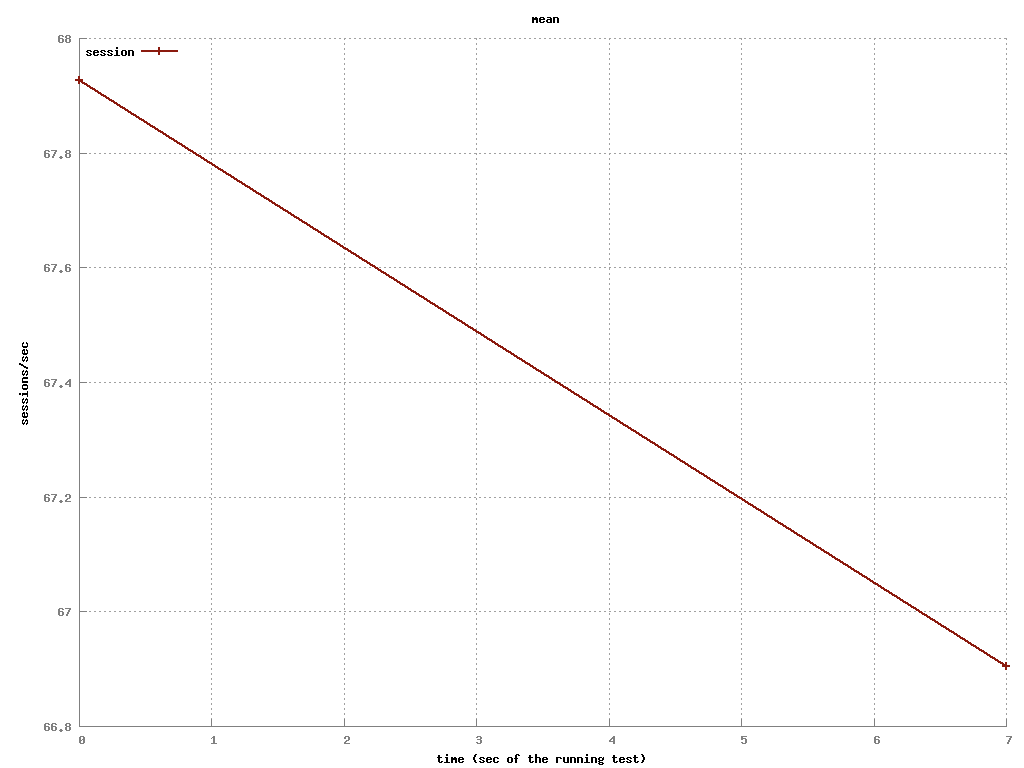 mean
session
68
67.8
67.6
67.4
67.2
67
66.8
sessions/sec
0 1 2 3 4 5 6 7
time (sec of the running test)